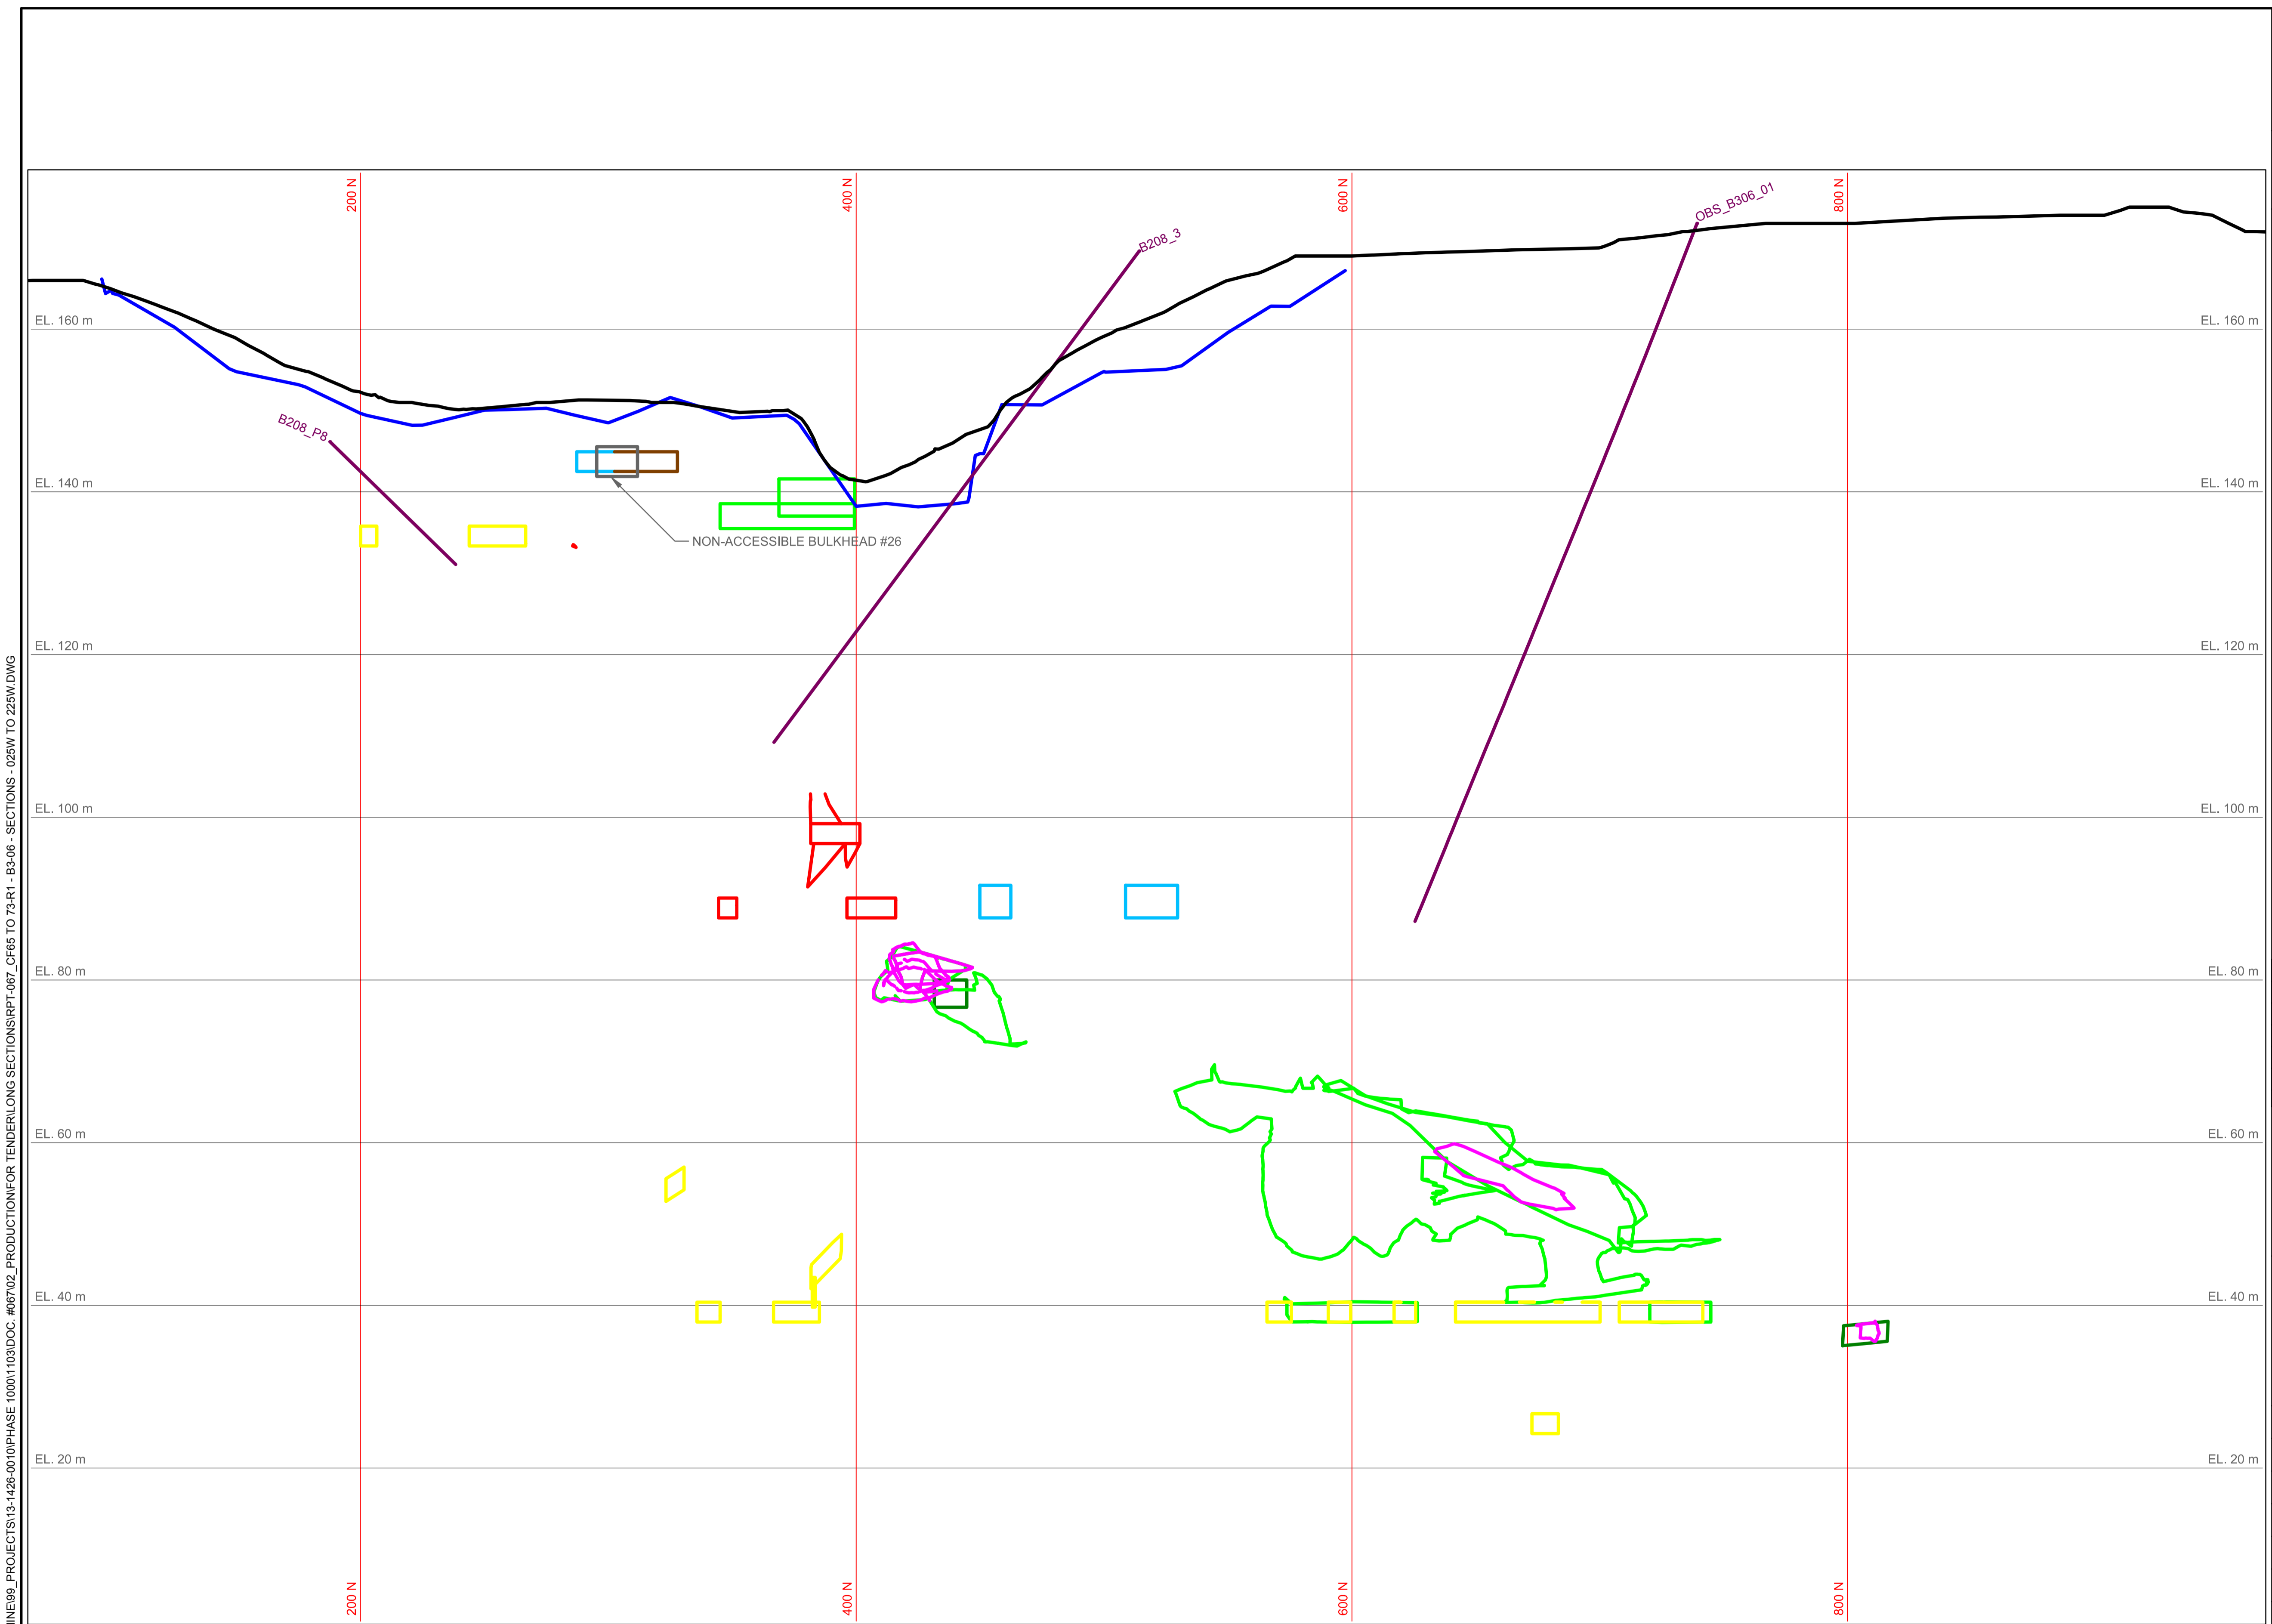 200 N
400 N
600 N
800 N
OBS_B306_01
B208_3
EL. 160 m
EL. 160 m
B208_P8
EL. 140 m
EL. 140 m
NON-ACCESSIBLE BULKHEAD #26
EL. 120 m
EL. 120 m
EL. 100 m
EL. 100 m
EL. 80 m
EL. 80 m
EL. 60 m
EL. 60 m
EL. 40 m
EL. 40 m
EL. 20 m
EL. 20 m
200 N
400 N
600 N
800 N
INE\99_PROJECTS\13-1426-0010\PHASE 1000\1103\DOC. #067\02_PRODUCTION\FOR TENDER\LONG SECTIONS\RPT-067_CF65 TO 73-R1 - B3-06 - SECTIONS - 025W TO 225W.DWG